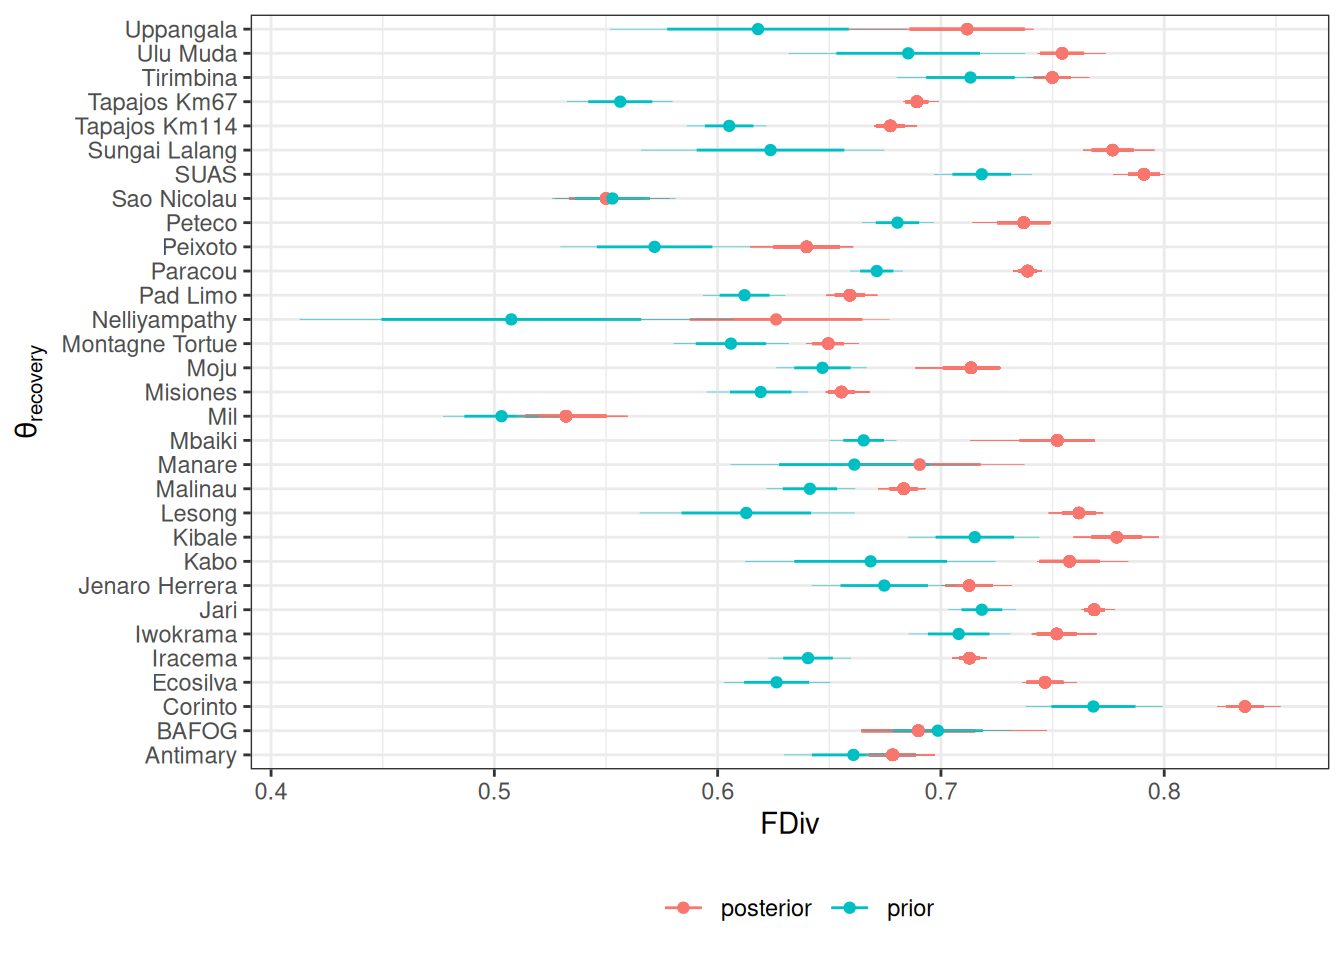 Uppangala
Ulu Muda
Tirimbina
Tapajos Km67
Tapajos Km114
Sungai Lalang
SUAS
Sao Nicolau
Peteco
Peixoto
Paracou
Pad Limo
Nelliyampathy
Montagne Tortue
Moju
Misiones
Mil
Mbaiki
Manare
Malinau
Lesong
Kibale
Kabo
Jenaro Herrera
Jari
Iwokrama
Iracema
Ecosilva
Corinto
BAFOG
Antimary
θrecovery
0.4 0.5 0.6 0.7 0.8
FDiv
posterior prior